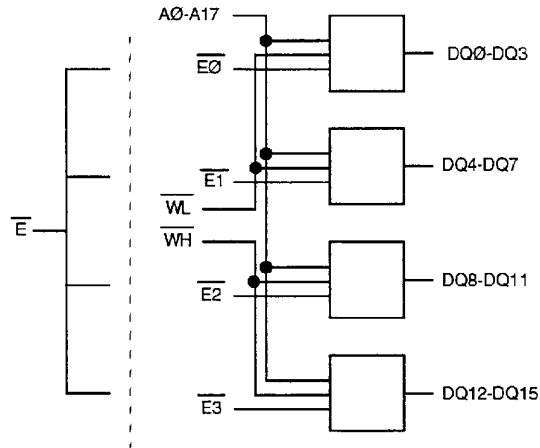 AØ-A17
EØ
DQØ-DQ3
E1
DQ4-DQ7
WL
E
WH
E2
DQ8-DQ11
E3
DQ12-DQ15